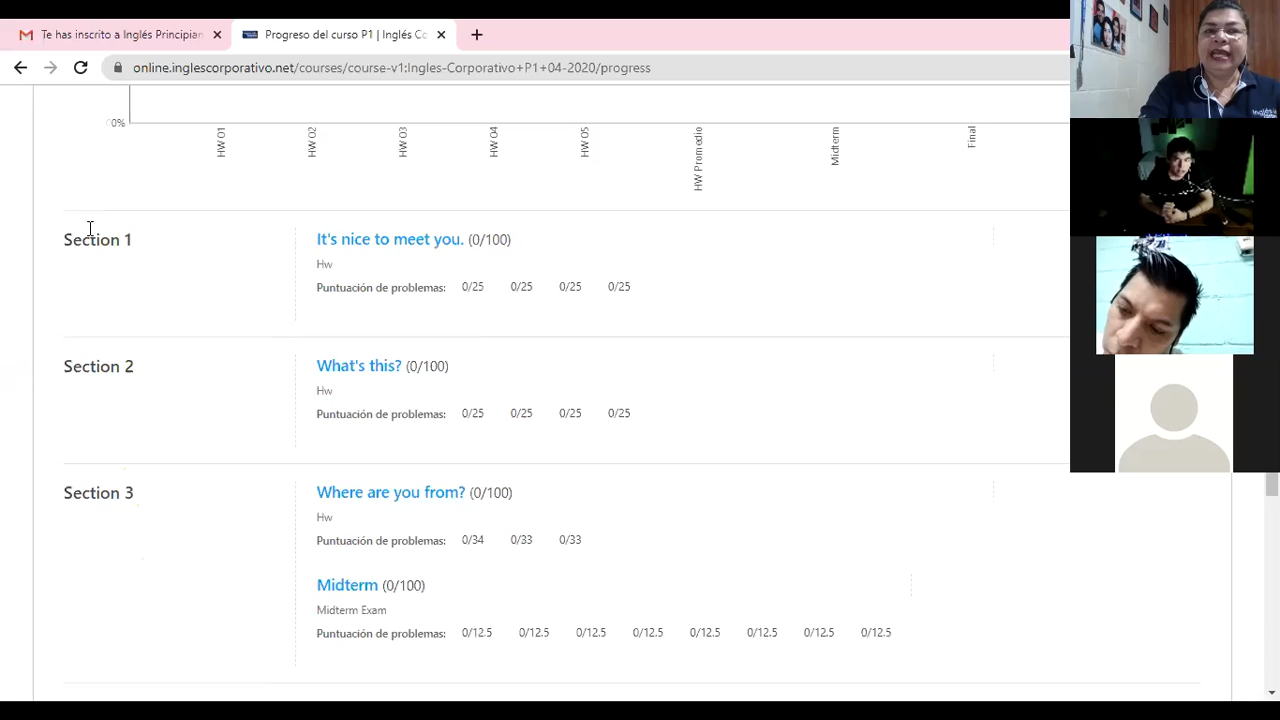 Te has inscrito a Inglés Principian
Progreso del curso P1 | Inglés Co
online.inglescorporativo.net/courses/course-v1:Ingles-Corporativo+P1+04-2020/progress
0%
HW 01
HW 02
HW 03
HW 04
HW 05
HW Promedio
Midterm
Final
Section 1
It's nice to meet you. (0/100)
Hw
Puntuación de problemas: 0/25 0/25 0/25 0/25
Section 2
What's this? (0/100)
Hw
Puntuación de problemas: 0/25 0/25 0/25 0/25
Section 3
Where are you from? (0/100)
Hw
Puntuación de problemas: 0/34 0/33 0/33
Midterm (0/100)
Midterm Exam
Puntuación de problemas: 0/12.5 0/12.5 0/12.5 0/12.5 0/12.5 0/12.5 0/12.5 0/12.5